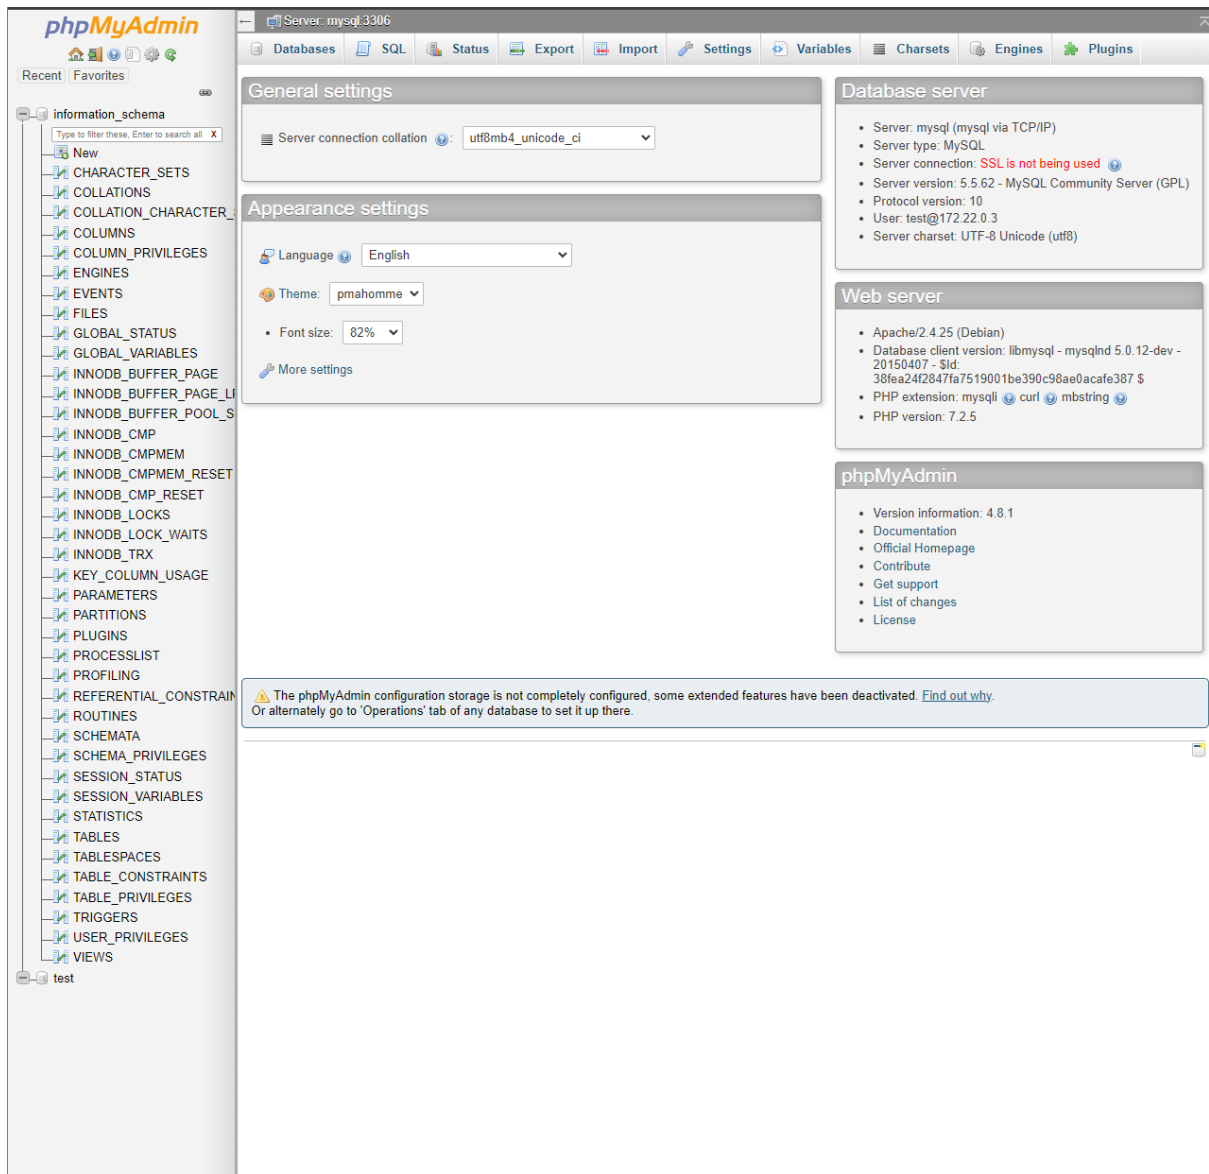 phpMyAdmin
Recent Favorites
information_schema
Type to filter these, Enter to search all X
New
CHARACTER_SETS
COLLATIONS
COLLATION_CHARACTER_
COLUMNS
COLUMN_PRIVILEGES
ENGINES
EVENTS
FILES
GLOBAL_STATUS
GLOBAL_VARIABLES
INNODB_BUFFER_PAGE
INNODB_BUFFER_PAGE_L
INNODB_BUFFER_POOL_S
INNODB_CMP
INNODB_CMPMEM
INNODB_CMPMEM_RESET
INNODB_CMP_RESET
INNODB_LOCKS
INNODB_LOCK_WAITS
INNODB_TRX
KEY_COLUMN_USAGE
PARAMETERS
PARTITIONS
PLUGINS
PROCESSLIST
PROFILING
REFERENTIAL_CONSTRAIN
ROUTINES
SCHEMATA
SCHEMA_PRIVILEGES
SESSION_STATUS
SESSION_VARIABLES
STATISTICS
TABLES
TABLESPACES
TABLE_CONSTRAINTS
TABLE_PRIVILEGES
TRIGGERS
USER_PRIVILEGES
VIEWS
test
Server: mysql:3306
Databases SQL Status Export Import Settings Variables Charsets Engines Plugins
General settings
Server connection collation : utf8mb4_unicode_ci
Appearance settings
Language English
Theme: pmahomme
• Font size: 82%
More settings
Database server
• Server: mysql (mysql via TCP/IP)
• Server type: MySQL
• Server connection: SSL is not being used
• Server version: 5.5.62 - MySQL Community Server (GPL)
• Protocol version: 10
• User: test@172.22.0.3
• Server charset: UTF-8 Unicode (utf8)
Web server
• Apache/2.4.25 (Debian)
• Database client version: libmysql - mysqlnd 5.0.12-dev -
20150407 - $Id:
38fea24f2847fa7519001be390c98ae0acafe387 $
• PHP extension: mysqli curl mbstring
• PHP version: 7.2.5
phpMyAdmin
• Version information: 4.8.1
• Documentation
• Official Homepage
• Contribute
• Get support
• List of changes
• License
The phpMyAdmin configuration storage is not completely configured, some extended features have been deactivated. Find out why.
Or alternately go to 'Operations' tab of any database to set it up there.